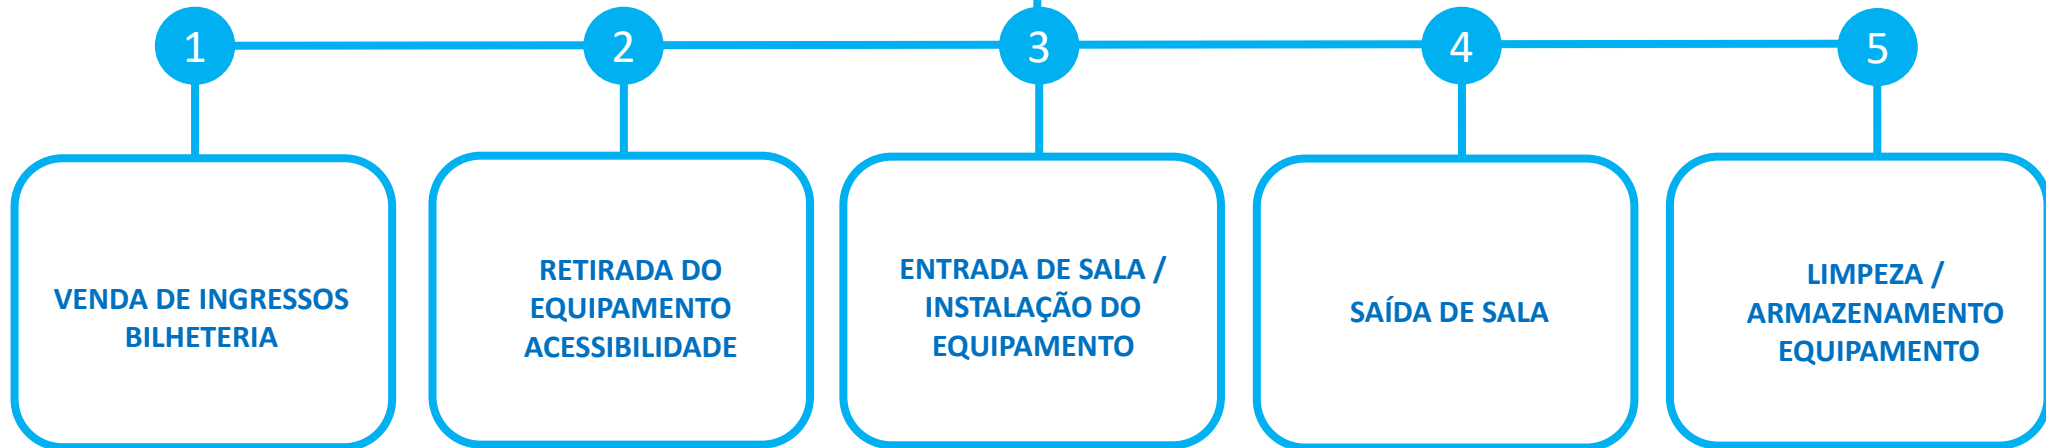 1
2
3
4
5
VENDA DE INGRESSOS
BILHETERIA
RETIRADA DO
EQUIPAMENTO
ACESSIBILIDADE
ENTRADA DE SALA /
INSTALAÇÃO DO
EQUIPAMENTO
SAÍDA DE SALA
LIMPEZA /
ARMAZENAMENTO
EQUIPAMENTO